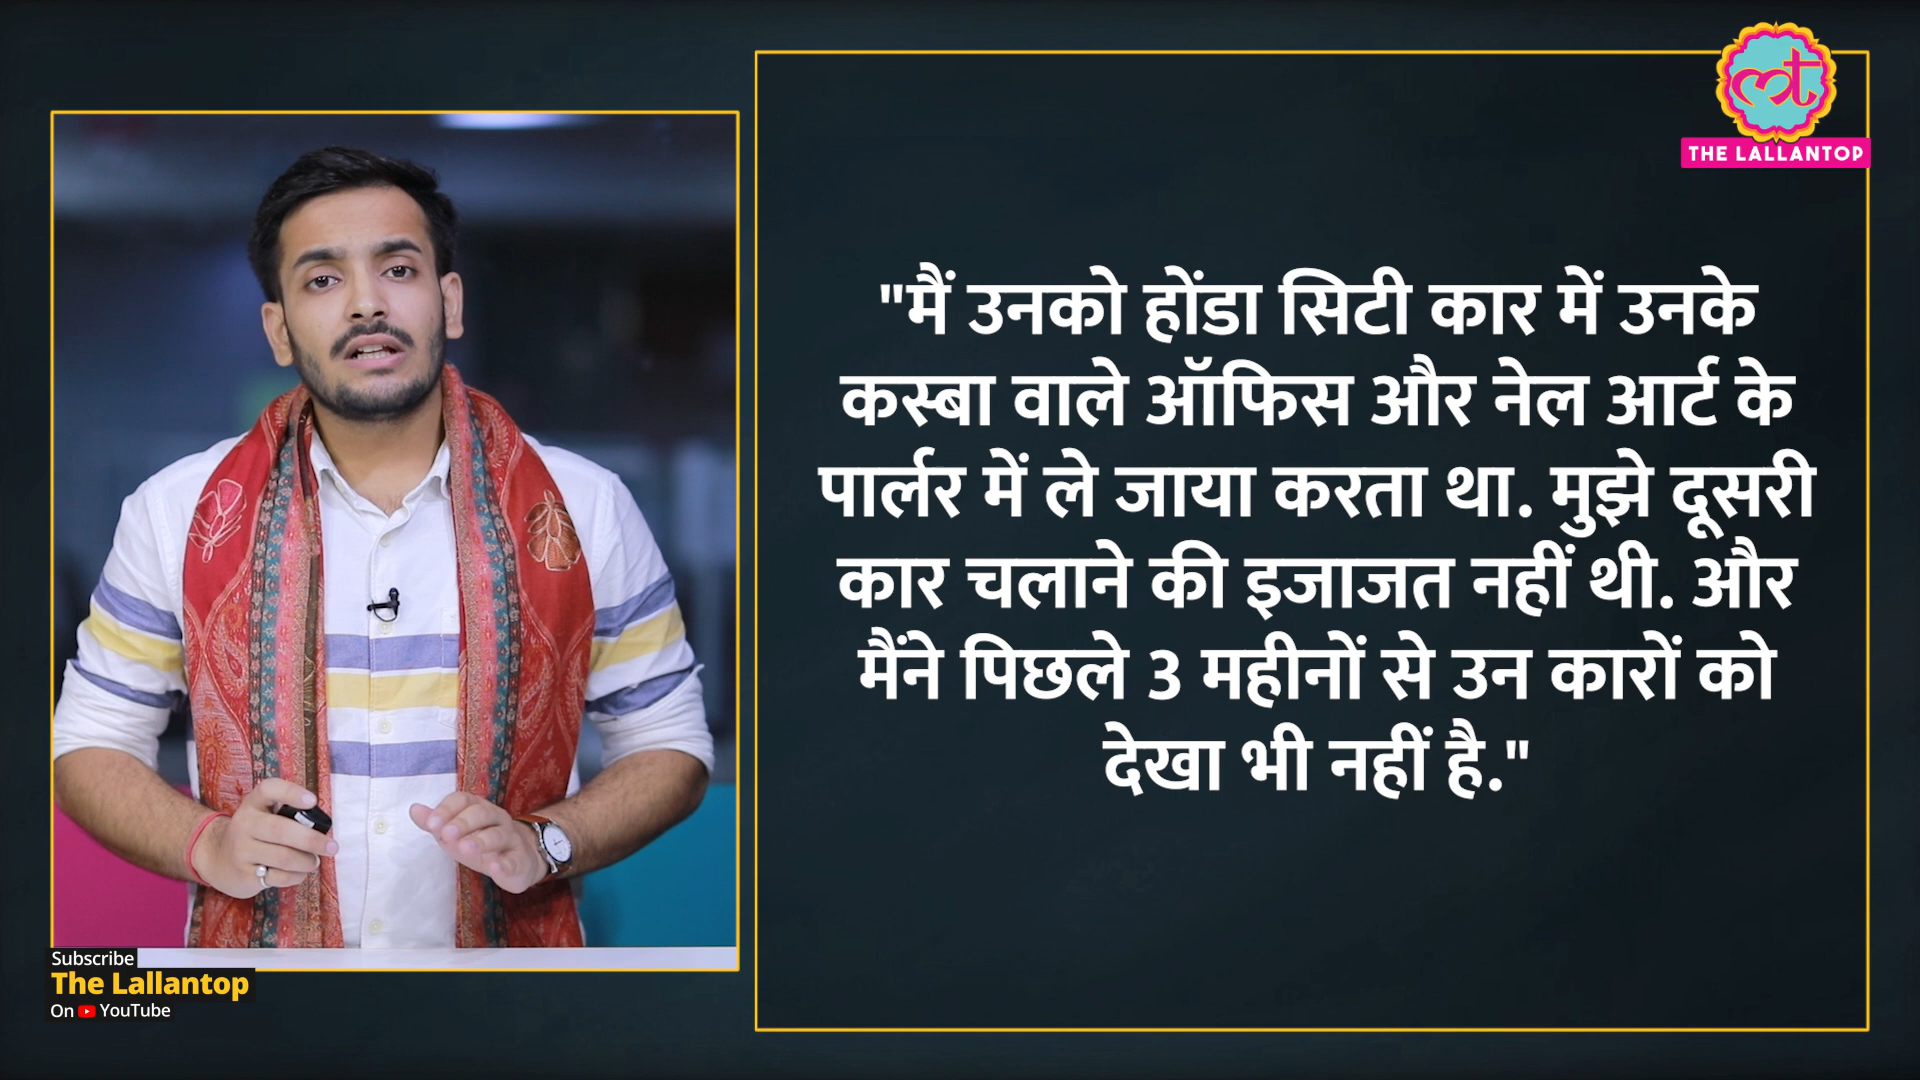 THE LALLANTOP
"मैं उनको होंडा सिटी कार में उनके
कस्बा वाले ऑफिस और नेल आर्ट के
पार्लर में ले जाया करता था. मुझे दूसरी
कार चलाने की इजाजत नहीं थी. और
मैंने पिछले 3 महीनों से उन कारों को
देखा भी नहीं है."
Subscribe
The Lallantop
On YouTube